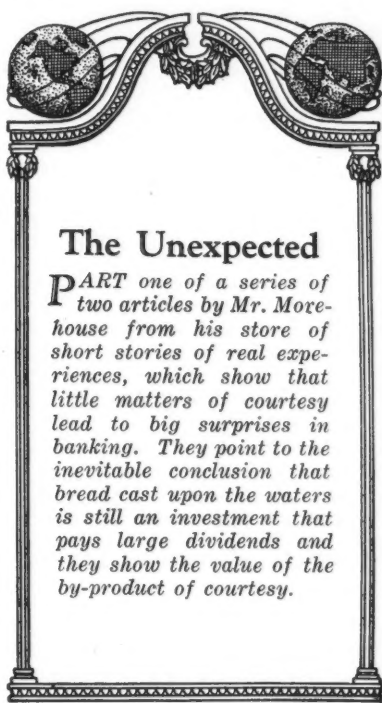 The Unexpected
PART one of a series of
two articles by Mr. More-
house from his store of
short stories of real expe-
riences, which show that
little matters of courtesy
lead to big surprises in
banking. They point to the
inevitable conclusion that
bread cast upon the waters
is still an investment that
pays large dividends and
they show the value of the
by-product of courtesy.